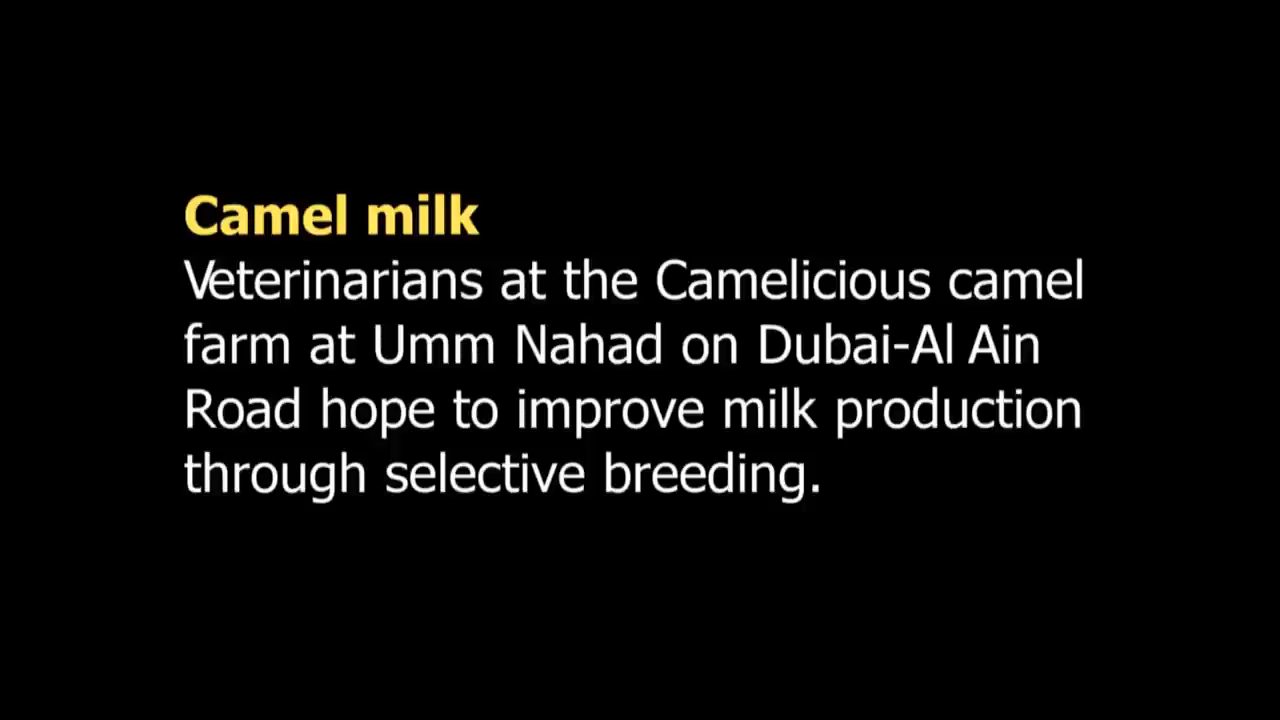 Camel milk
Veterinarians at the Camelicious camel
farm at Umm Nahad on Dubai-Al Ain
Road hope to improve milk production
through selective breeding.